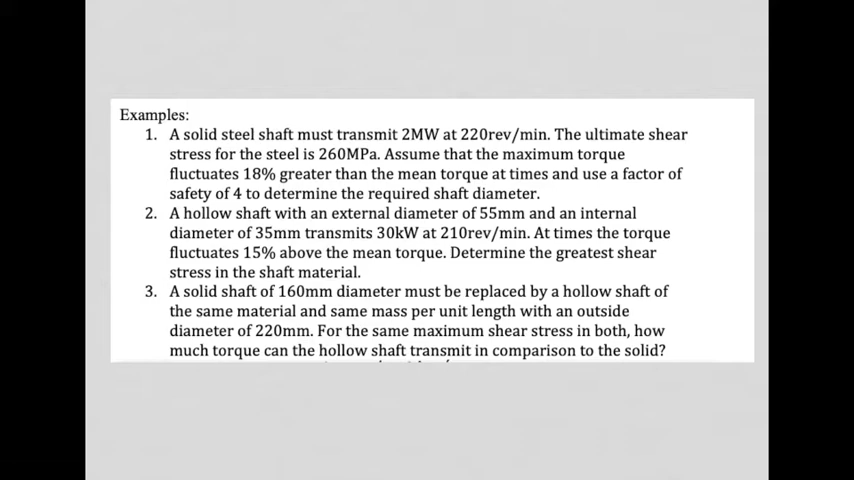 Examples:
1. A solid steel shaft must transmit 2MW at 220rev/min. The ultimate shear
stress for the steel is 260MPa. Assume that the maximum torque
fluctuates 18% greater than the mean torque at times and use a factor of
safety of 4 to determine the required shaft diameter.
2. A hollow shaft with an external diameter of 55mm and an internal
diameter of 35mm transmits 30kW at 210rev/min. At times the torque
fluctuates 15% above the mean torque. Determine the greatest shear
stress in the shaft material.
3. A solid shaft of 160mm diameter must be replaced by a hollow shaft of
the same material and same mass per unit length with an outside
diameter of 220mm. For the same maximum shear stress in both, how
much torque can the hollow shaft transmit in comparison to the solid?